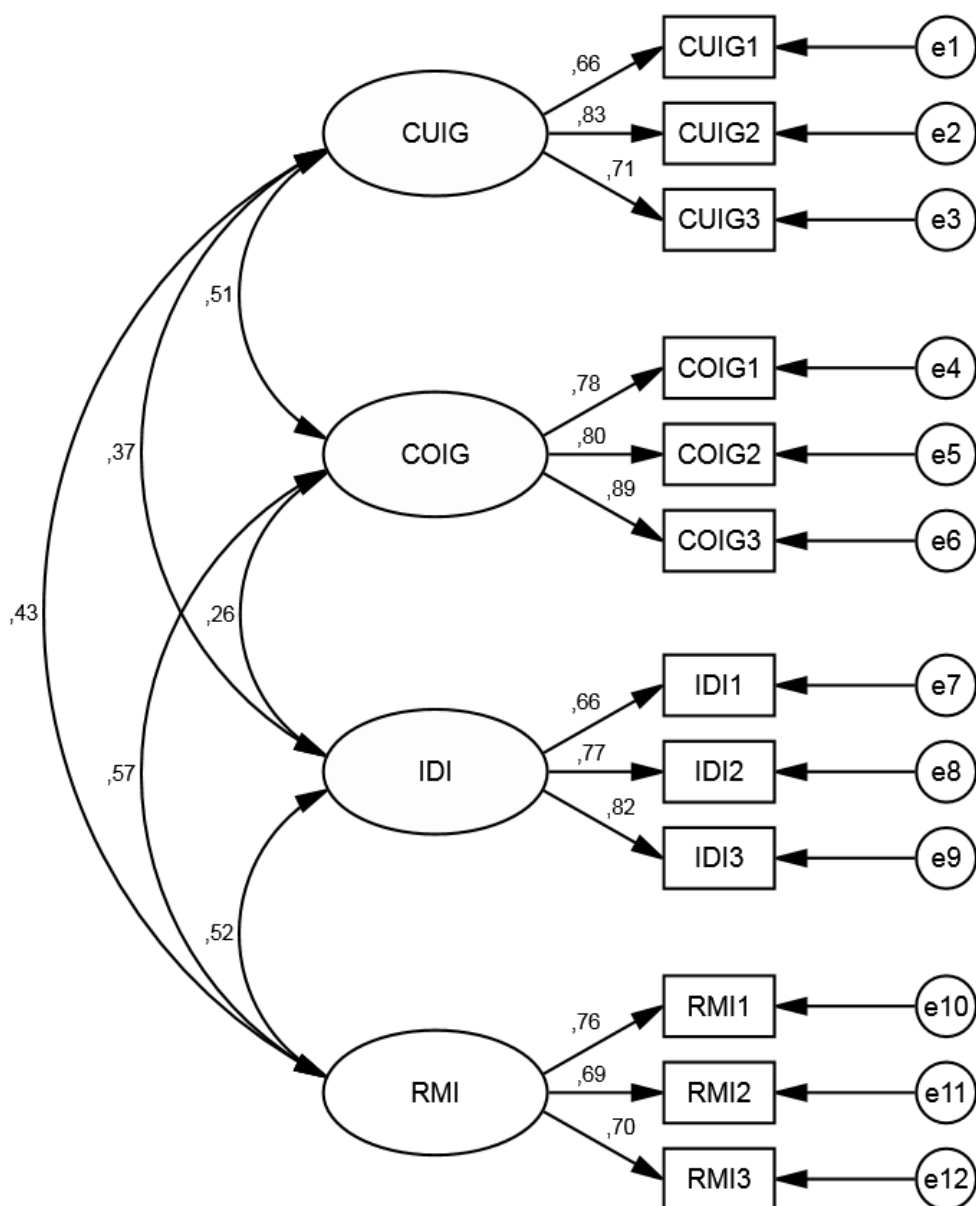 CUIG
,66
CUIG1
e1
,83
CUIG2
e2
,71
CUIG3
e3
,51
COIG
,78
COIG1
e4
,80
COIG2
e5
,89
COIG3
e6
,37
,43
,26
IDI
,66
IDI1
e7
,77
IDI2
e8
,82
IDI3
e9
,57
,52
RMI
,76
RMI1
e10
,69
RMI2
e11
,70
RMI3
e12